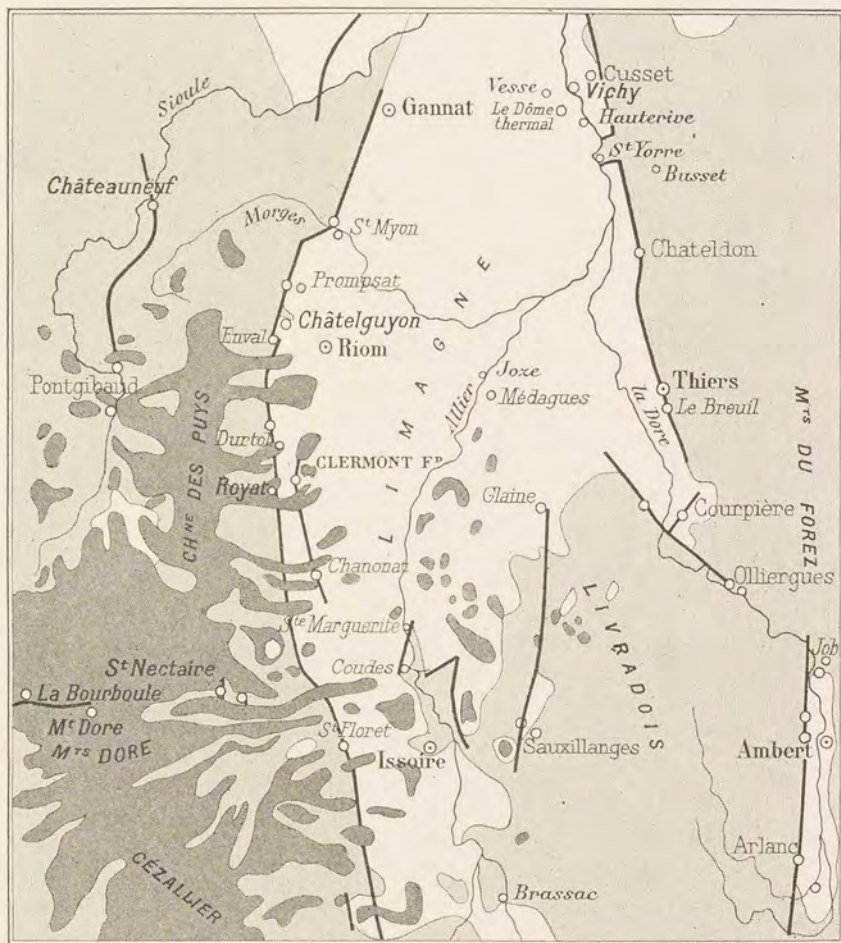 Sioule
Gannat
Vesse
Cusset
Vichy
Le Dôme
thermal
Hauterive
St Yorre
Busset
Châteauneuf
Morges
St Myon
Chateldon
Prompsat
Châtelguyon
Enval
Riom
LIMAGNE
Pontgibaud
Allier
Joze
Médagues
la Dore
Thiers
Le Breuil
MTS DU FOREZ
CHNE DES PUYS
Durtol
CLERMONT FD
Royat
Glaine
Courpière
Chanonat
Olliergues
LIVRADOIS
Ste Marguerite
Job
St Nectaire
Coudes
La Bourboule
Mt Dore
MTS DORE
St Floret
Issoire
Sauxillanges
Ambert
CÉZALLIER
Arlanc
Brassac